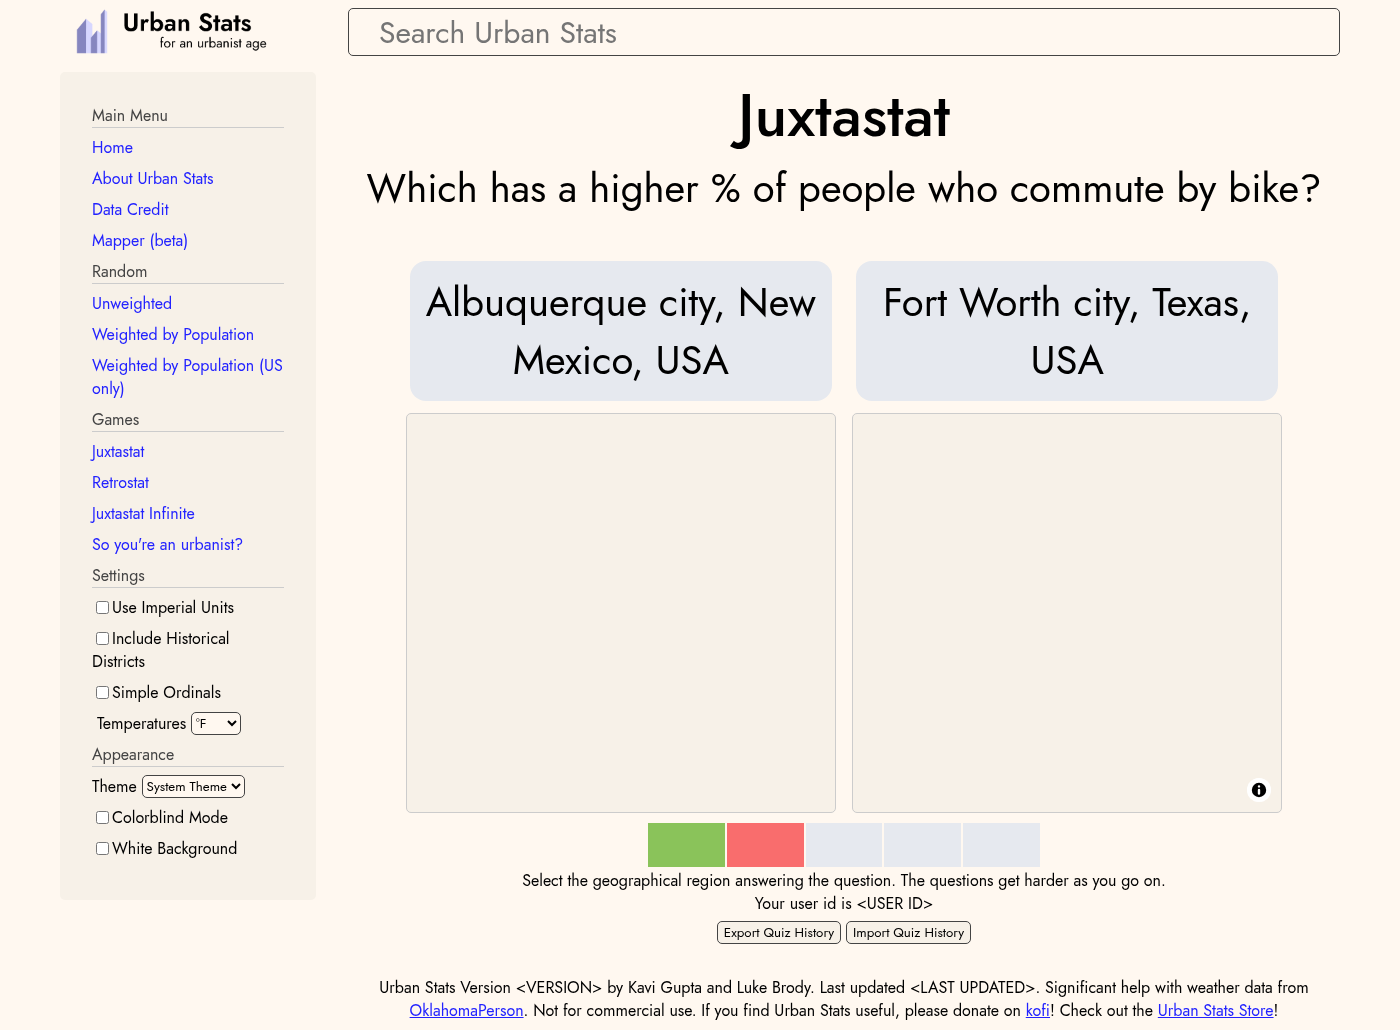 Urban Stats
for an urbanist age
Search Urban Stats
Main Menu
Home
About Urban Stats
Data Credit
Mapper (beta)
Random
Unweighted
Weighted by Population
Weighted by Population (US
only)
Games
Juxtastat
Retrostat
Juxtastat Infinite
So you're an urbanist?
Settings
Use Imperial Units
Include Historical
Districts
Simple Ordinals
Temperatures °F
Appearance
Theme System Theme
Colorblind Mode
White Background
Juxtastat
Which has a higher % of people who commute by bike?
Albuquerque city, New
Mexico, USA
Fort Worth city, Texas,
USA
Select the geographical region answering the question. The questions get harder as you go on.
Your user id is <USER ID>
Export Quiz History Import Quiz History
Urban Stats Version <VERSION> by Kavi Gupta and Luke Brody. Last updated <LAST UPDATED>. Significant help with weather data from
OklahomaPerson. Not for commercial use. If you find Urban Stats useful, please donate on kofi! Check out the Urban Stats Store!